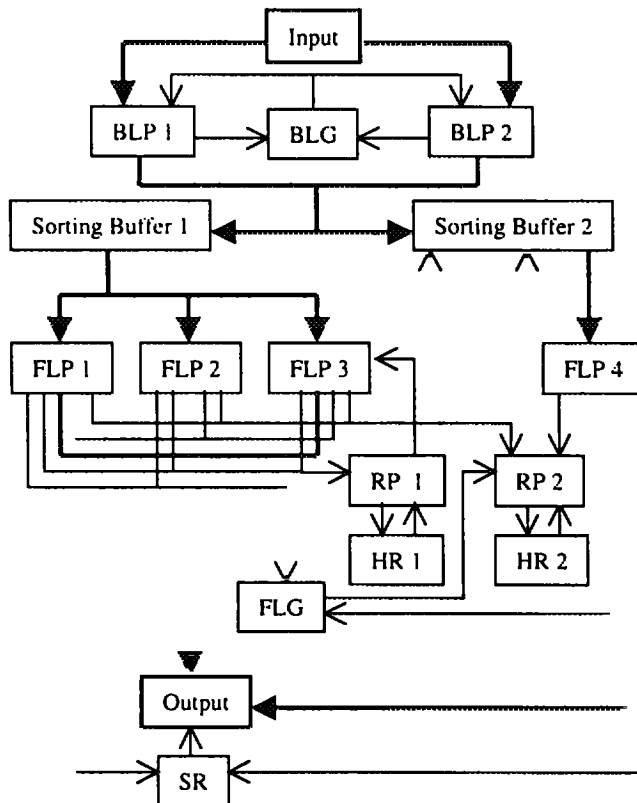 Input
BLP 1
BLG
BLP 2
Sorting Buffer 1
Sorting Buffer 2
FLP 1
FLP 2
FLP 3
FLP 4
RP 1
RP 2
HR 1
HR 2
FLG
Output
SR